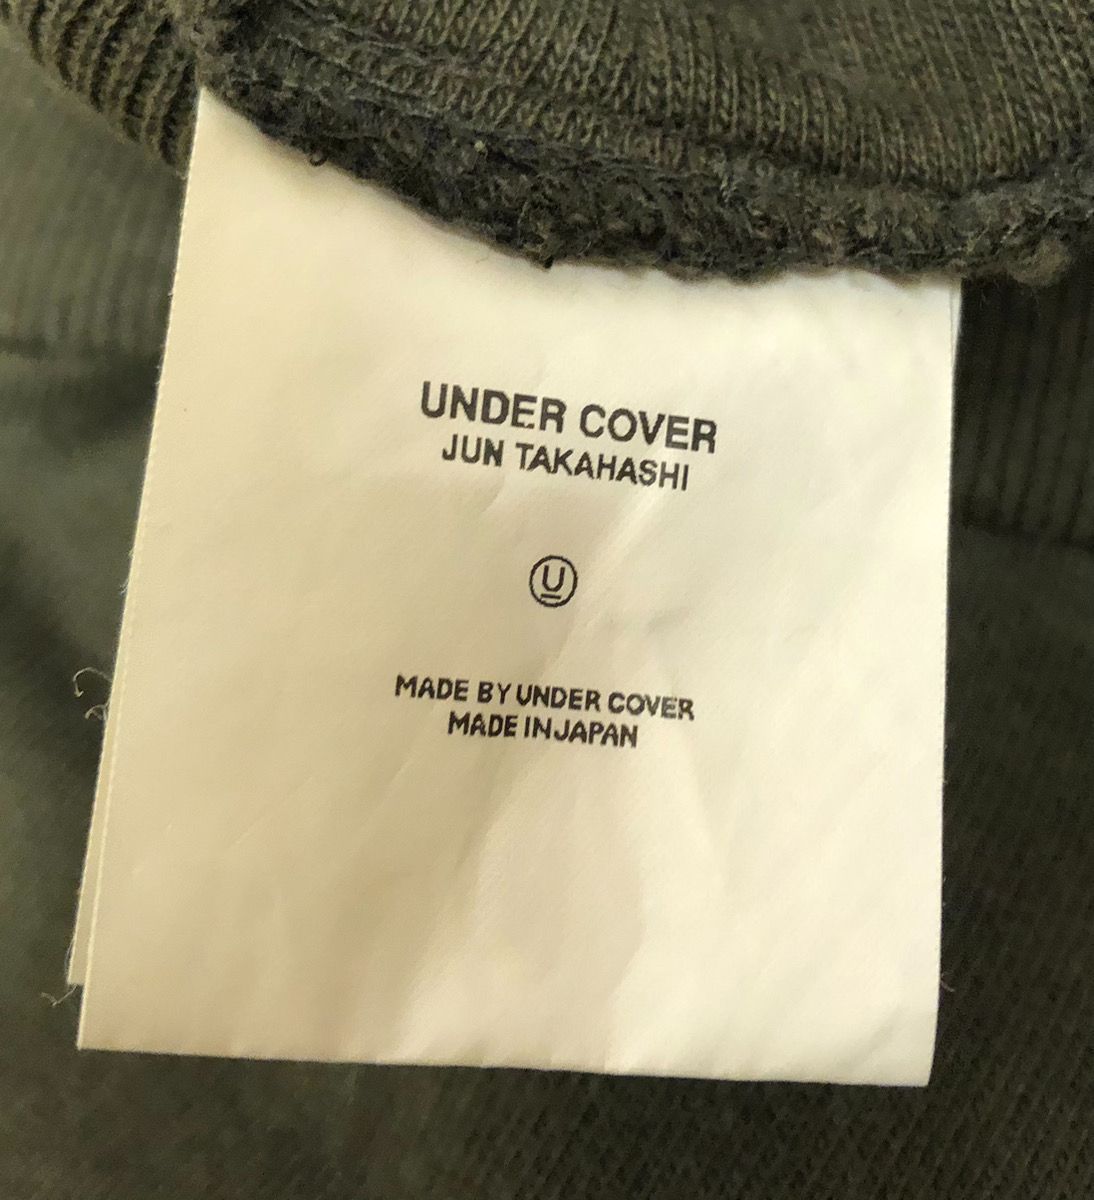 UNDER COVER
JUN TAKAHASHI
U
MADE BY UNDER COVER
MADE IN JAPAN